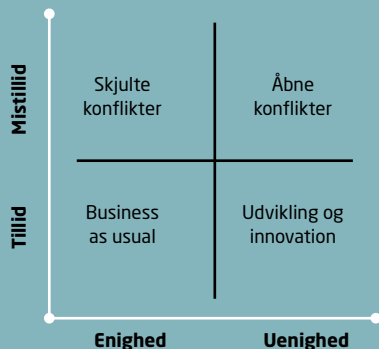 Mistillid
Skjulte
konflikter
Åbne
konflikter
Tillid
Business
as usual
Udvikling og
innovation
Enighed
Uenighed